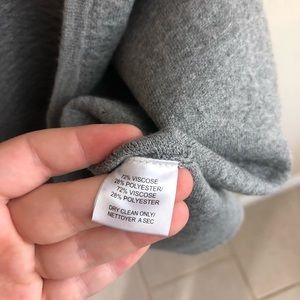 72% VISCOSE
28% POLYESTER/
72% VISCOSE
28% POLYESTER
DRY CLEAN ONLY/
NETTOYER A SEC